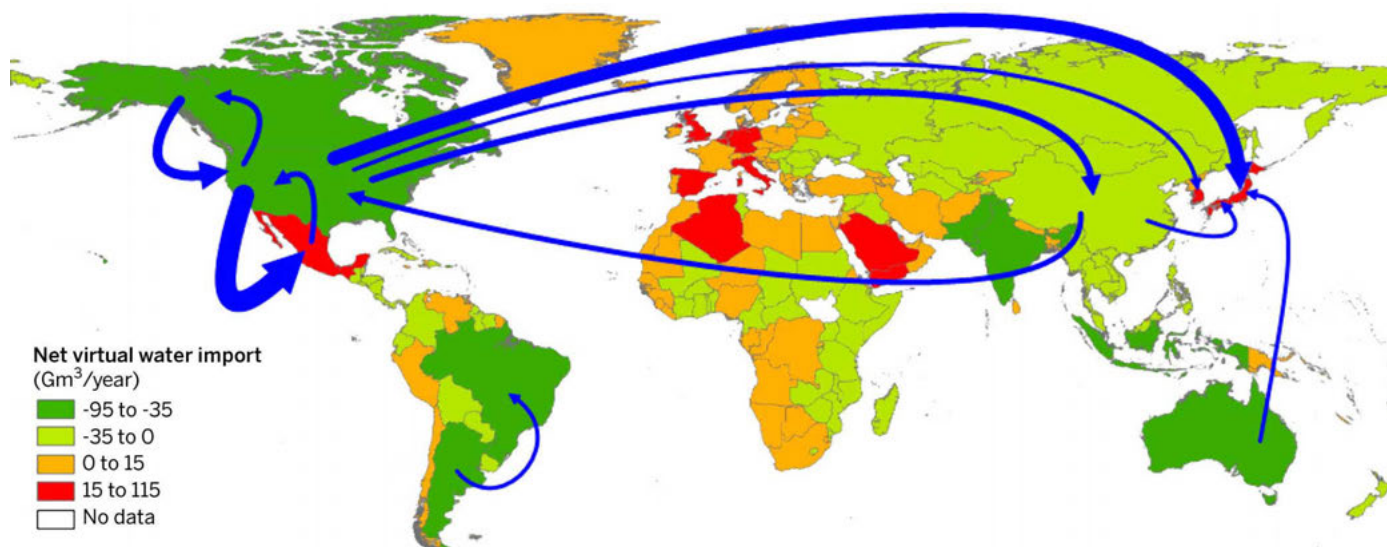 Net virtual water import
(Gm³/year)
-95 to -35
-35 to 0
0 to 15
15 to 115
No data